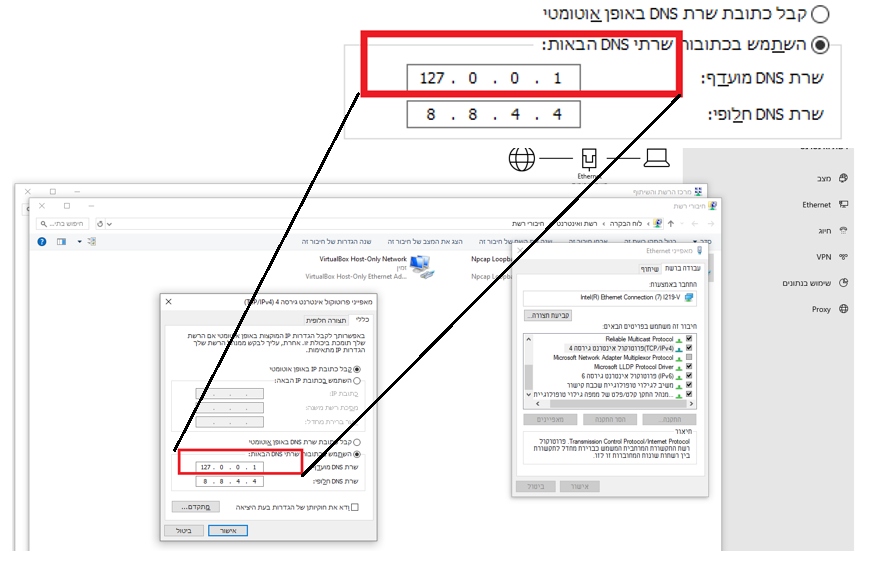 קבל כתובת שרת DNS באופן אוטומטי
השתמש בכתובות שרתי DNS הבאות:
שרת DNS מועדף:
127 . 0 . 0 . 1
שרת DNS חלופי:
8 . 8 . 4 . 4
Ethernet
מצב
Ethernet
חיוג
VPN
שימוש בנתונים
Proxy
מרכז הרשת והשיתוף
חיבורי רשת
לוח הבקרה
רשת ואינטרנט
חיבורי רשת
חיפוש בחי...
סדר
הצג את המצב של חיבור זה
שנה הגדרות של חיבור זה
VirtualBox Host-Only Network
זמין
VirtualBox Host-Only Ethernet Ad...
Npcap Loopba
Npcap Loopba
מאפייני Ethernet
עבודה ברשת
שיתוף
התחבר באמצעות:
Intel(R) Ethernet Connection (7) I219-V
קביעת תצורה...
חיבור זה משתמש בפריטים הבאים:
Reliable Multicast Protocol
פרוטוקול אינטרנט גירסה 4 (TCP/IPv4)
Microsoft Network Adapter Multiplexor Protocol
Microsoft LLDP Protocol Driver
פרוטוקול אינטרנט גירסה 6 (IPv6)
משיב לגילוי טופולוגיית שכבת קישור
מנהל התקן קלט/פלט של ממפה גילוי טופולוגיית...
התקנה...
הסר התקנה
מאפיינים
תיאור
Transmission Control Protocol/Internet Protocol. פרוטוקול
רשת התקשורת המרחבית המשמש כברירת מחדל לתקשורת
בין רשתות שונות המחוברות זו לזו.
אישור
ביטול
מאפייני פרוטוקול אינטרנט גירסה 4 (TCP/IPv4)
כללי
תצורה חלופית
באפשרותך לקבל הגדרות IP המוקצות באופן אוטומטי אם הרשת
שלך תומכת ביכולת זו. אחרת, עליך לבקש ממנהל הרשת שלך
הגדרות IP מתאימות.
קבל כתובת IP באופן אוטומטי
השתמש בכתובת IP הבאה:
כתובת IP:
מסיכת רשת משנה:
שער ברירת מחדל:
קבל כתובת שרת DNS באופן אוטומטי
השתמש בכתובות שרתי DNS הבאות:
שרת DNS מועדף:
127 . 0 . 0 . 1
שרת DNS חלופי:
8 . 8 . 4 . 4
ודא את חוקיותן של הגדרות בעת היציאה
מתקדם...
אישור
ביטול